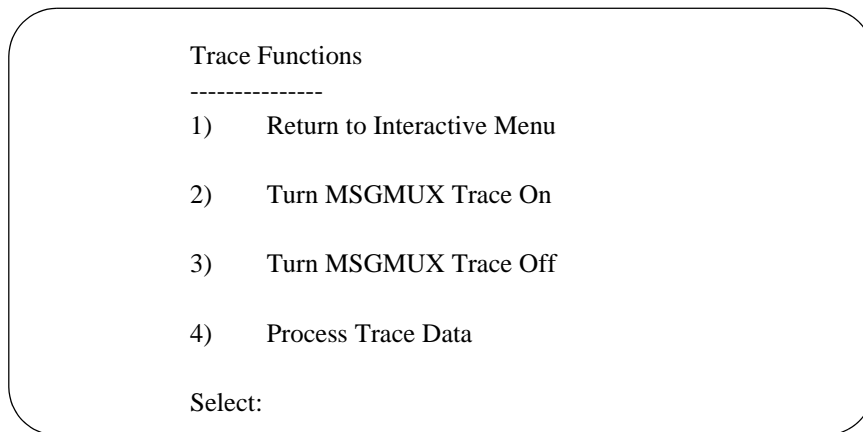 Trace Functions
---------------
1) Return to Interactive Menu
2) Turn MSGMUX Trace On
3) Turn MSGMUX Trace Off
4) Process Trace Data
Select: